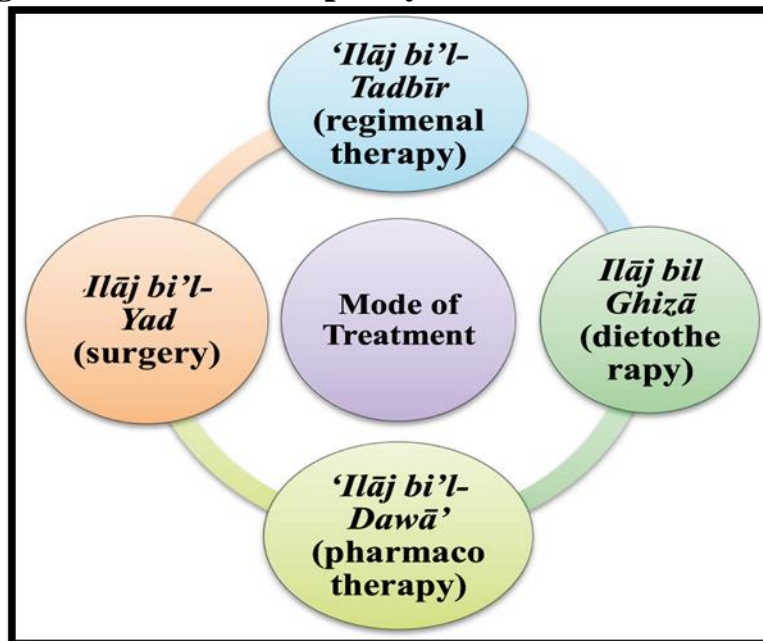 ‘Ilāj bi’l-
Tadbīr
(regimenal
therapy)
Ilāj bil
Ghizā
(dietothe
rapy)
‘Ilāj bi’l-
Dawā’
(pharmaco
therapy)
Ilāj bi’l-
Yad
(surgery)
Mode of
Treatment